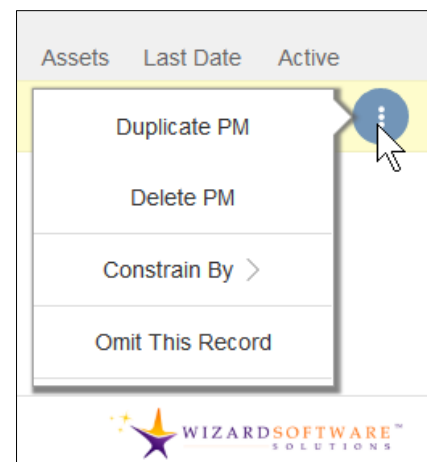 Assets Last Date Active
Duplicate PM
Delete PM
Constrain By
Omit This Record
WIZARDSOFTWARE™
SOLUTIONS